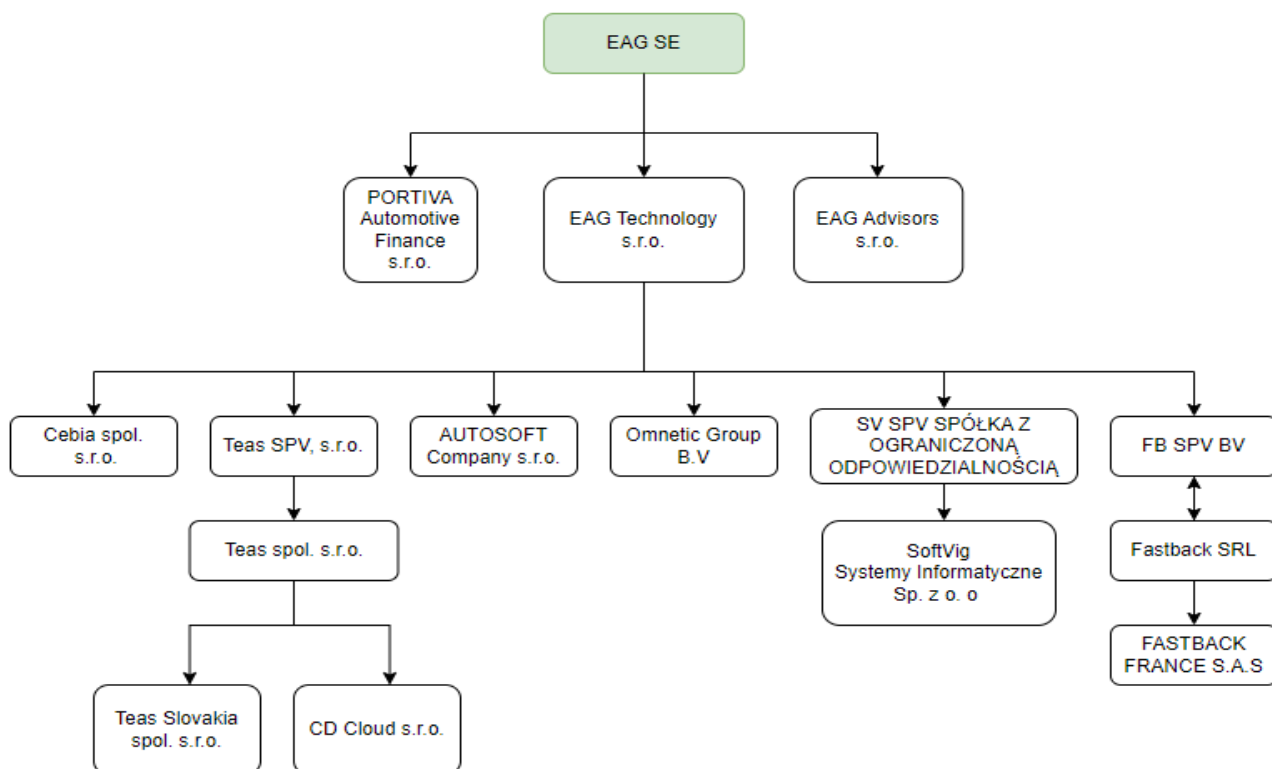 EAG SE
PORTIVA
Automotive
Finance
s.r.o.
EAG Technology
s.r.o.
EAG Advisors
s.r.o.
Cebia spol.
s.r.o.
Teas SPV, s.r.o.
AUTOSOFT
Company s.r.o.
Omnetic Group
B.V
SV SPV SPÓŁKA Z
OGRANICZONĄ
ODPOWIEDZIALNOŚCIĄ
FB SPV BV
Teas spol. s.r.o.
SoftVig
Systemy Informatyczne
Sp. z o. o
Fastback SRL
FASTBACK
FRANCE S.A.S
Teas Slovakia
spol. s.r.o.
CD Cloud s.r.o.